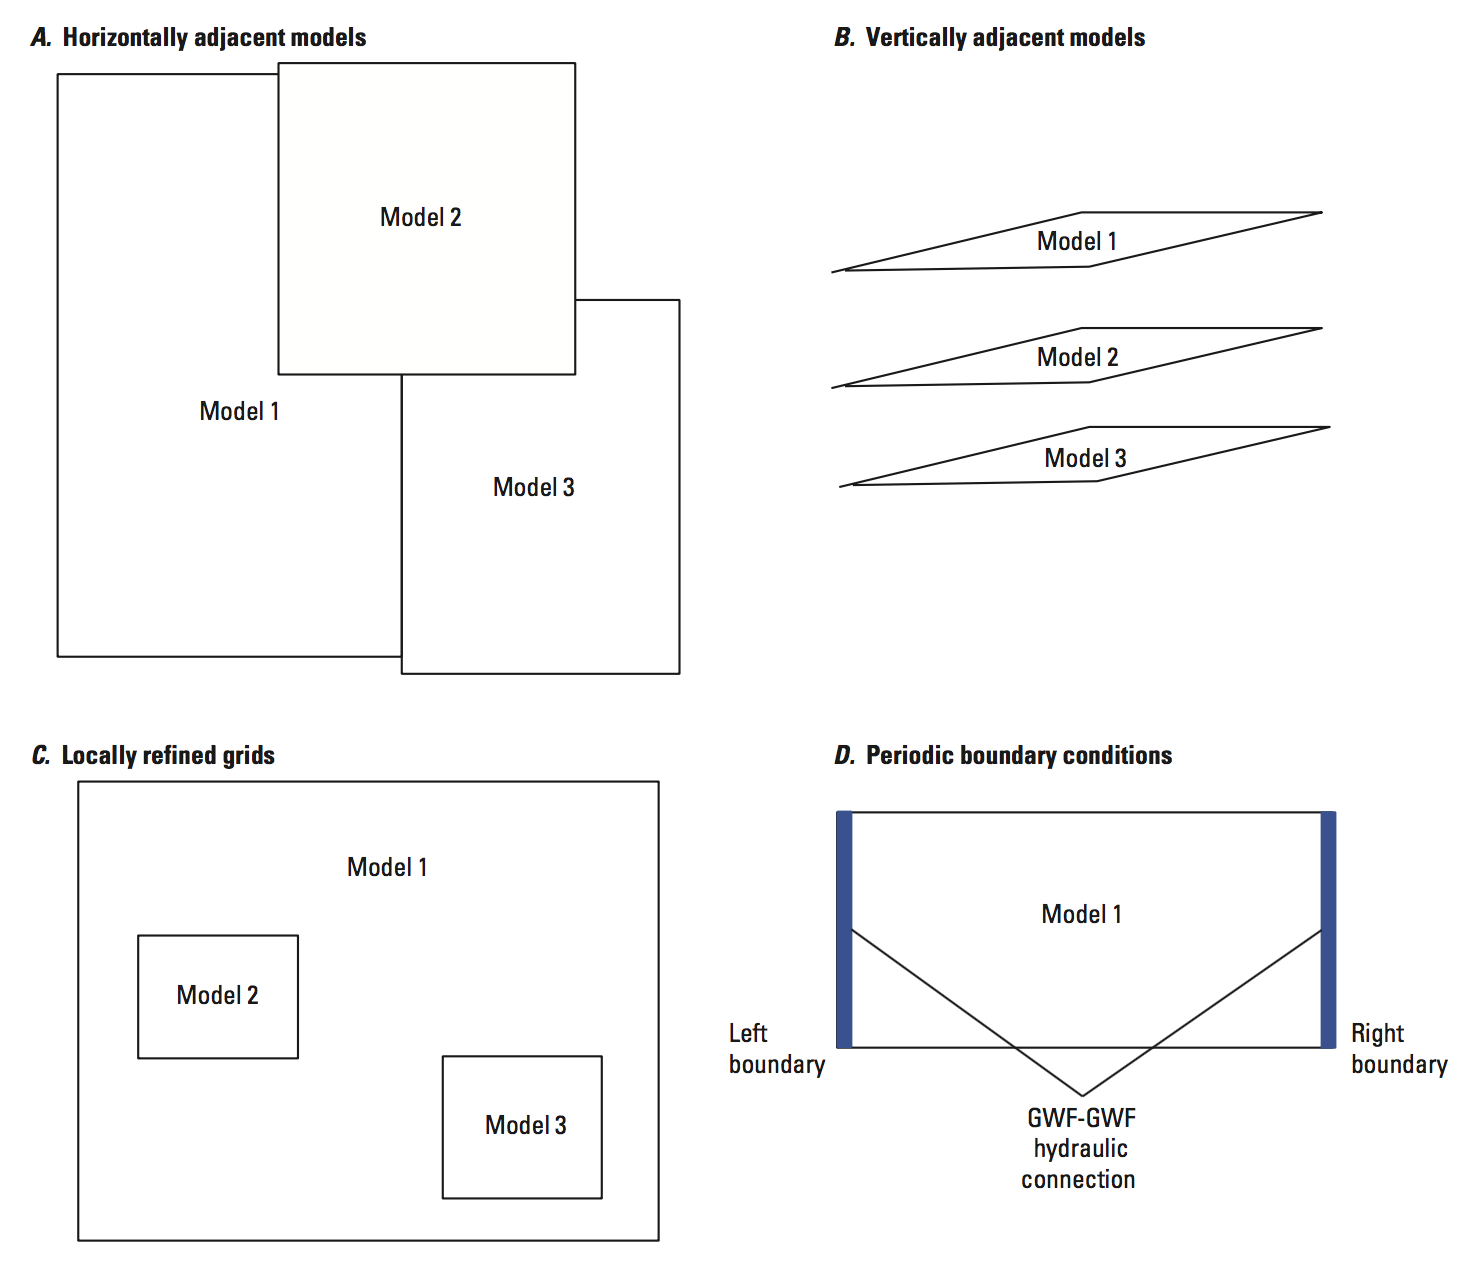 A. Horizontally adjacent models
Model 2
Model 1
Model 3
B. Vertically adjacent models
Model 1
Model 2
Model 3
C. Locally refined grids
Model 1
Model 2
Model 3
D. Periodic boundary conditions
Model 1
Left
boundary
Right
boundary
GWF-GWF
hydraulic
connection